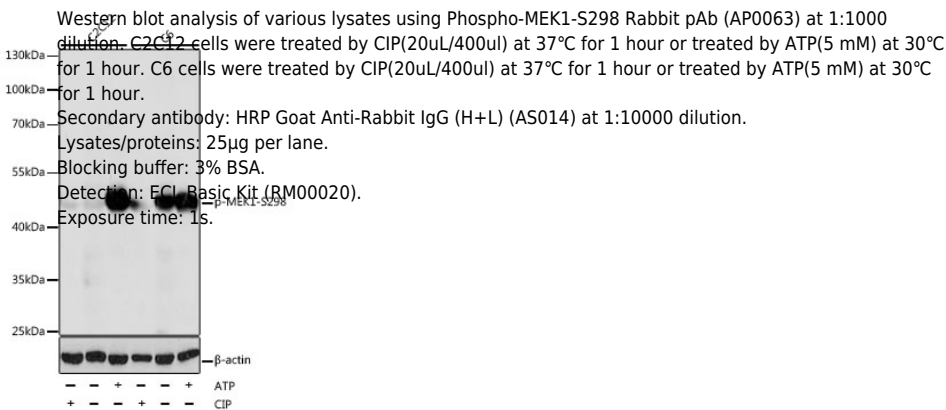 Western blot analysis of various lysates using Phospho-MEK1-S298 Rabbit pAb (AP0063) at 1:1000
dilution. C2C12 cells were treated by CIP(20uL/400ul) at 37℃ for 1 hour or treated by ATP(5 mM) at 30℃
for 1 hour. C6 cells were treated by CIP(20uL/400ul) at 37℃ for 1 hour or treated by ATP(5 mM) at 30℃
for 1 hour.
Secondary antibody: HRP Goat Anti-Rabbit IgG (H+L) (AS014) at 1:10000 dilution.
Lysates/proteins: 25μg per lane.
Blocking buffer: 3% BSA.
Detection: ECL Basic Kit (RM00020).
Exposure time: 1s.
C2C12 C6
130kDa
100kDa
70kDa
55kDa
p-MEK1-S298
40kDa
35kDa
25kDa
β-actin
− − + − − + ATP
+ − − + − − CIP